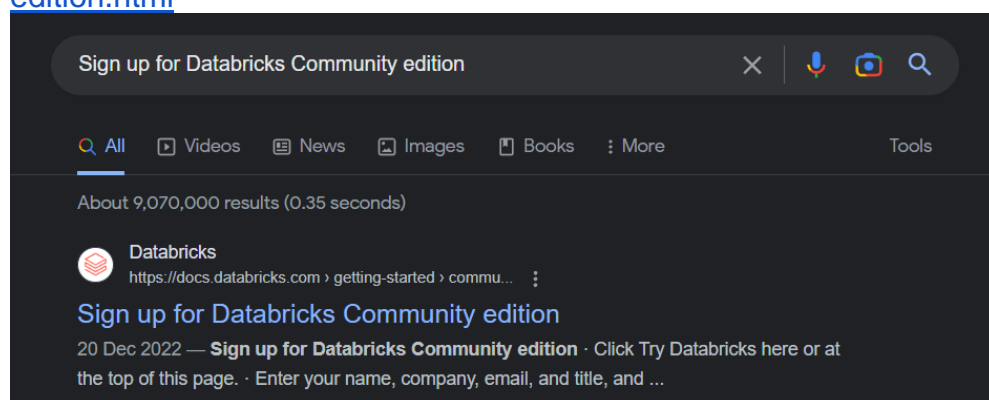 edition.html
Sign up for Databricks Community edition
All Videos News Images Books More Tools
About 9,070,000 results (0.35 seconds)
Databricks
https://docs.databricks.com › getting-started › commu...
Sign up for Databricks Community edition
20 Dec 2022 — Sign up for Databricks Community edition · Click Try Databricks here or at
the top of this page. · Enter your name, company, email, and title, and ...